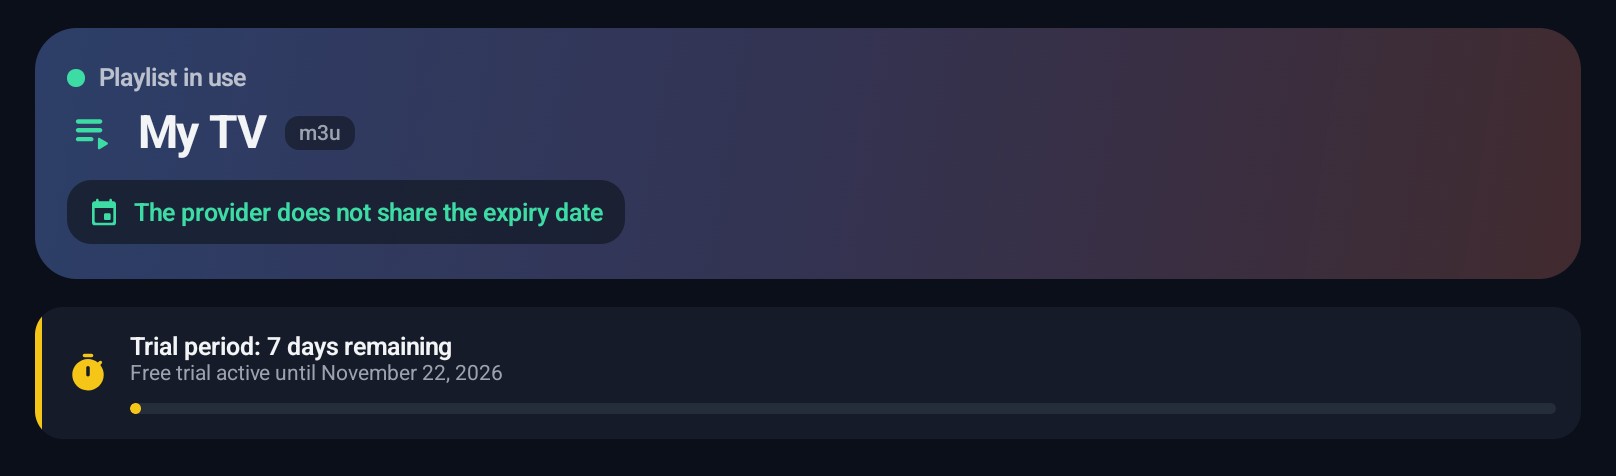 Playlist in use
My TV m3u
The provider does not share the expiry date
Trial period: 7 days remaining
Free trial active until November 22, 2026